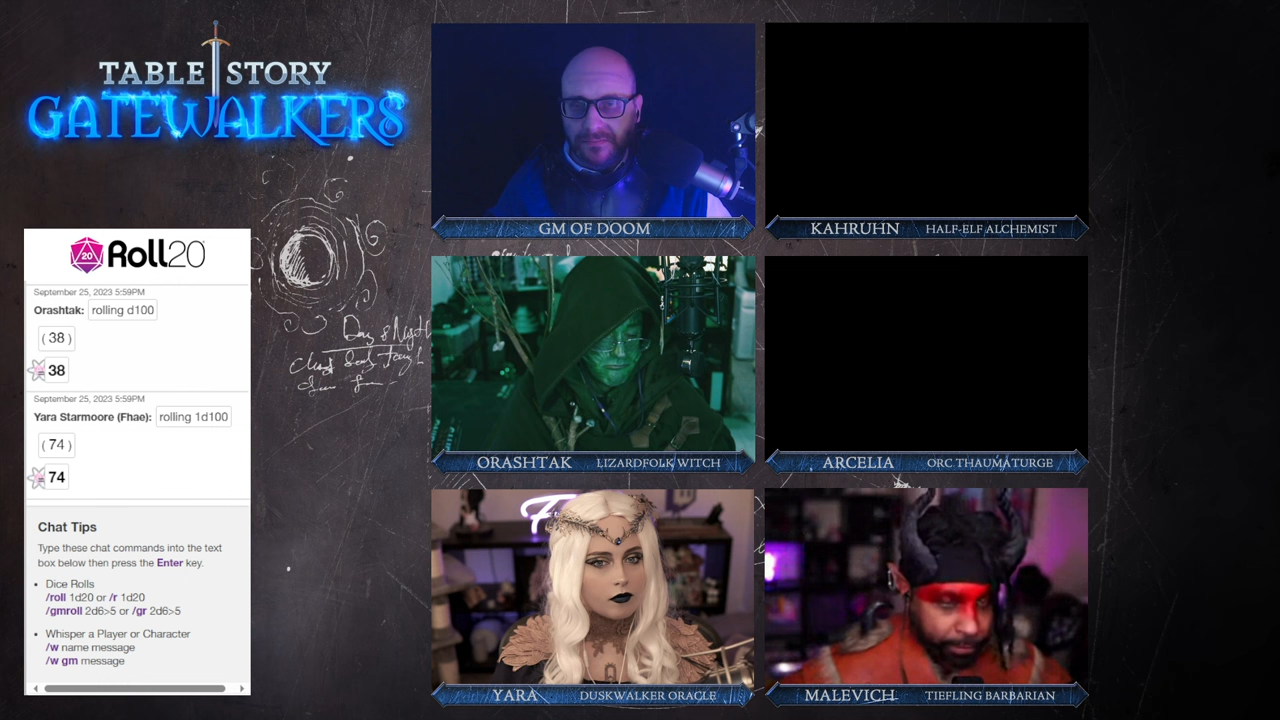 TABLE STORY
GATEWALKERS
20 Roll20
September 25, 2023 5:59PM
Orashtak: rolling d100
( 38 )
= 38
September 25, 2023 5:59PM
Yara Starmoore (Fhae): rolling 1d100
( 74 )
= 74
Chat Tips
Type these chat commands into the text
box below then press the Enter key.
• Dice Rolls
/roll 1d20 or /r 1d20
/gmroll 2d6>5 or /gr 2d6>5
• Whisper a Player or Character
/w name message
/w gm message
Day & Night
GM OF DOOM
KAHRUHN HALF-ELF ALCHEMIST
ORASHTAK LIZARDFOLK WITCH
ARCELIA ORC THAUMATURGE
YARA DUSKWALKER ORACLE
MALEVICH TIEFLING BARBARIAN